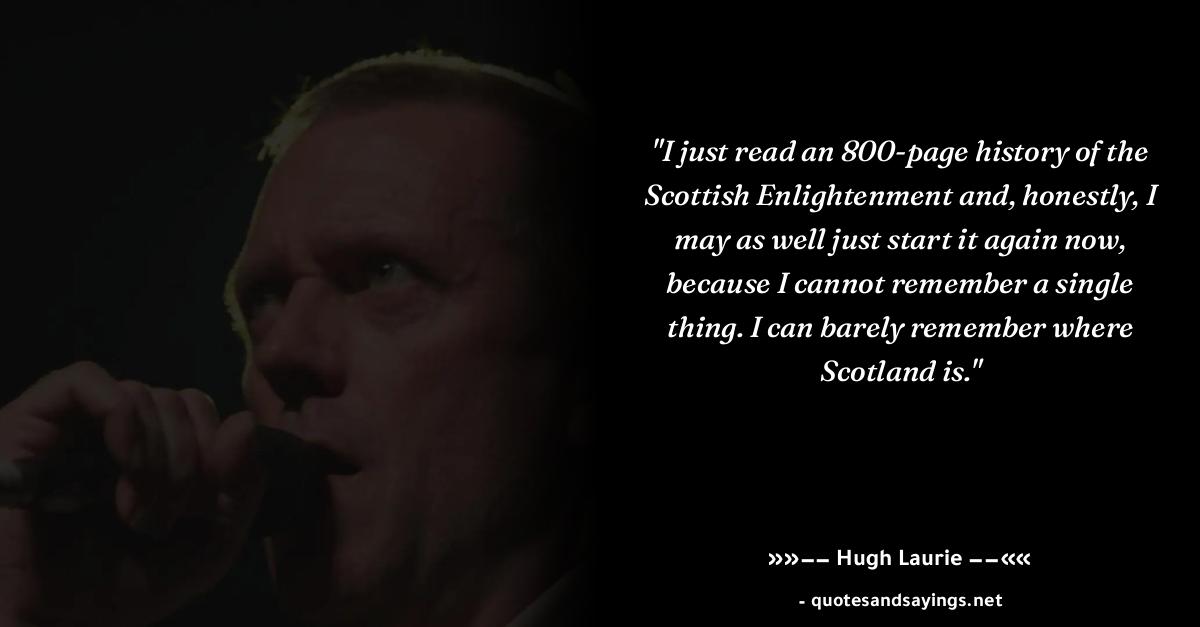 "I just read an 800-page history of the
Scottish Enlightenment and, honestly, I
may as well just start it again now,
because I cannot remember a single
thing. I can barely remember where
Scotland is."
»»–– Hugh Laurie ––««
- quotesandsayings.net